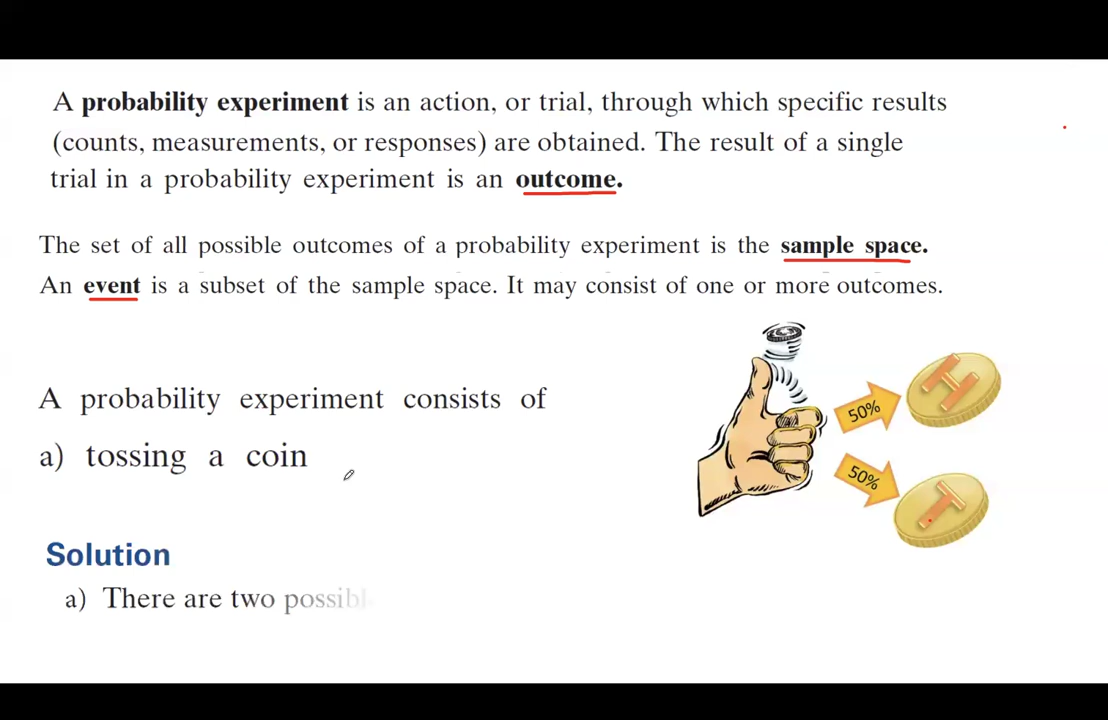 A probability experiment is an action, or trial, through which specific results
(counts, measurements, or responses) are obtained. The result of a single
trial in a probability experiment is an outcome.
The set of all possible outcomes of a probability experiment is the sample space.
An event is a subset of the sample space. It may consist of one or more outcomes.
A probability experiment consists of
a) tossing a coin
50%
H
50%
T
Solution
a) There are two possibl